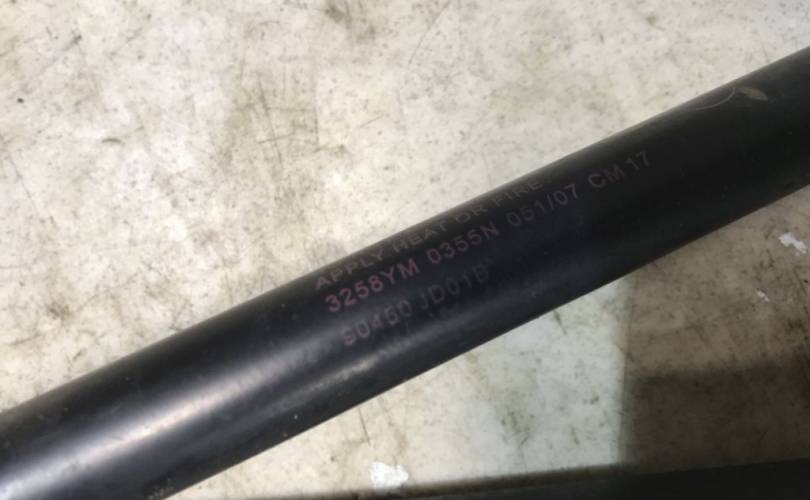 APPLY HEAT OR FIRE.
3258YM 0355N 051/07 CM17
90450 JD01B